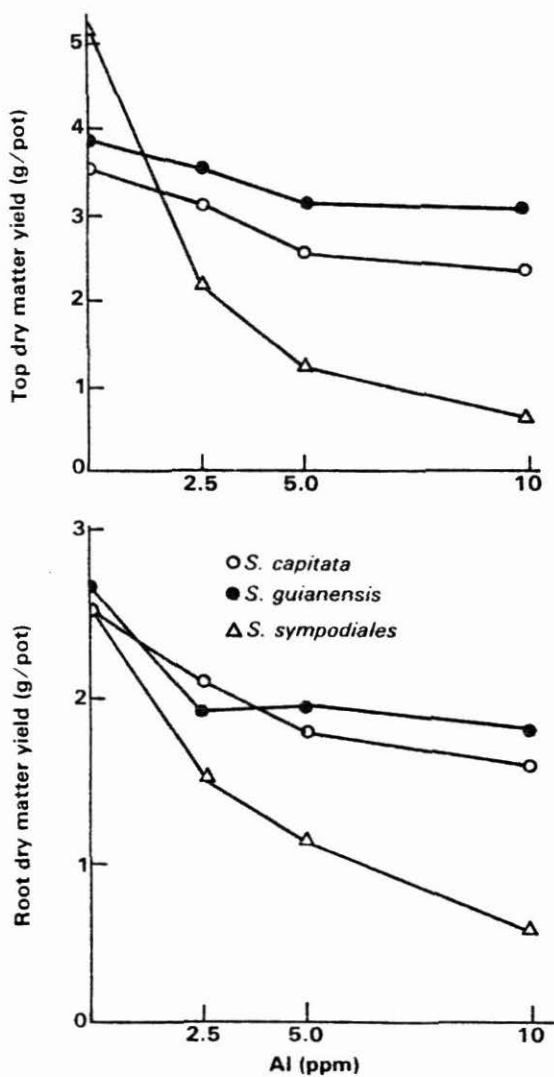 Top dry matter yield (g/pot)
5
4
3
2
1
0
2.5 5.0 10
Root dry matter yield (g/pot)
3
2
1
○ S. capitata
● S. guianensis
△ S. sympodiales
2.5 5.0 10
Al (ppm)